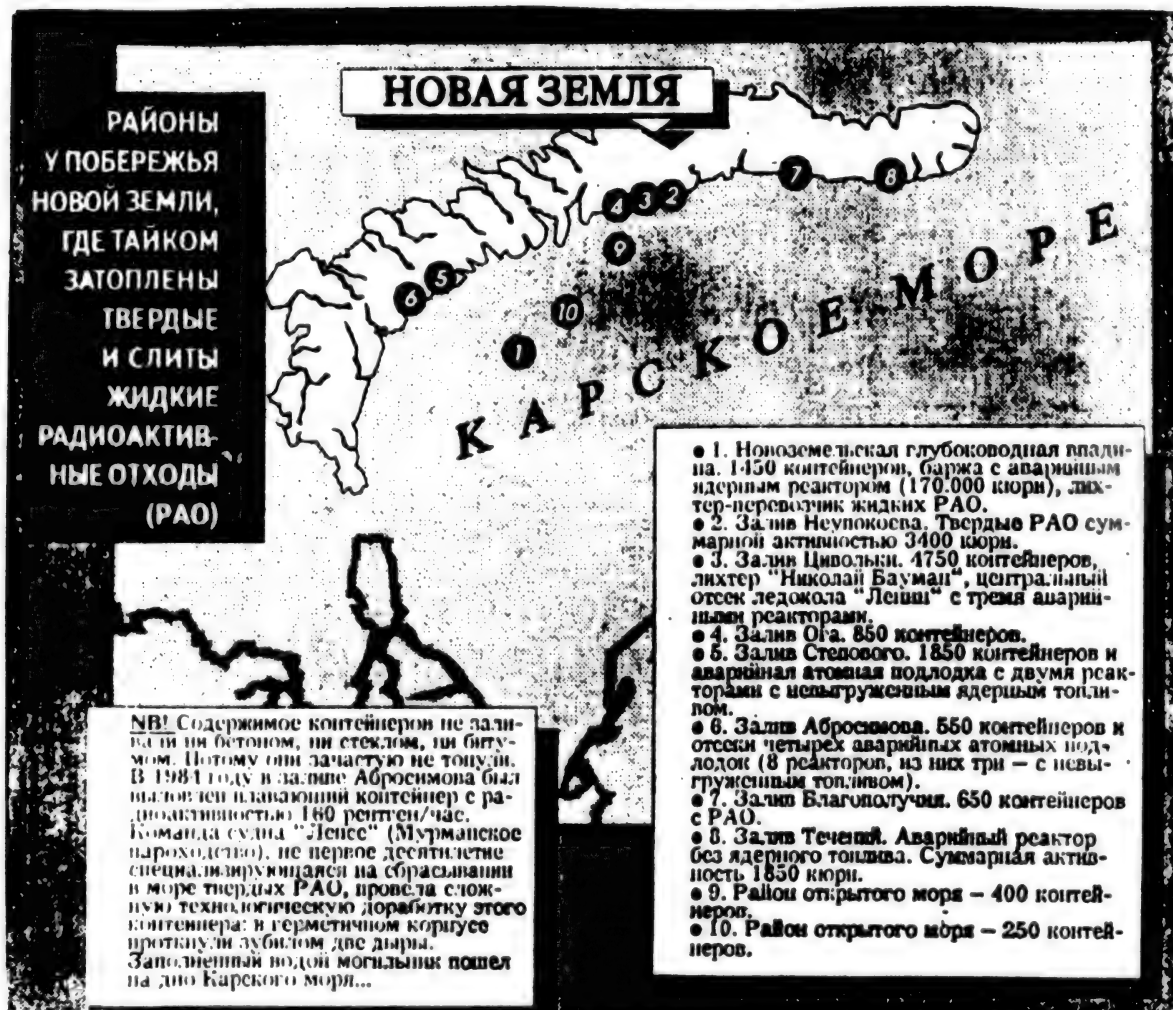 НОВАЯ ЗЕМЛЯ
РАЙОНЫ
У ПОБЕРЕЖЬЯ
НОВОЙ ЗЕМЛИ,
ГДЕ ТАЙКОМ
ЗАТОПЛЕНЫ
ТВЕРДЫЕ
И СЛИТЫ
ЖИДКИЕ
РАДИОАКТИВ-
НЫЕ ОТХОДЫ
(РАО)
7
8
4 3 2
9
5
6
10
1
КАРСКОЕ МОРЕ
● 1. Новоземельская глубоководная впади-
на. 1450 контейнеров, баржа с аварийным
ядерным реактором (170.000 кюри), лих-
тер-перевозчик жидких РАО.
● 2. Залив Неупокоева. Твердые РАО сум-
марной активностью 3400 кюри.
● 3. Залив Цивольки. 4750 контейнеров,
лихтер "Николай Бауман", центральный
отсек ледокола "Ленин" с тремя аварий-
ными реакторами.
● 4. Залив Ога. 850 контейнеров.
● 5. Залив Степового. 1850 контейнеров и
аварийная атомная подлодка с двумя реак-
торами с невыгруженным ядерным топли-
вом.
● 6. Залив Абросимова. 550 контейнеров и
отсеки четырех аварийных атомных под-
лодок (8 реакторов, из них три — с невы-
груженным топливом).
● 7. Залив Благополучия. 650 контейнеров
с РАО.
● 8. Залив Течений. Аварийный реактор
без ядерного топлива. Суммарная актив-
ность 1850 кюри.
● 9. Район открытого моря — 400 контей-
неров.
● 10. Район открытого моря — 250 контей-
неров.
NB! Содержимое контейнеров не зали-
вали ни бетоном, ни стеклом, ни биту-
мом. Потому они зачастую не тонули.
В 1984 году в заливе Абросимова был
выловлен плавающий контейнер с ра-
диоактивностью 160 рентген/час.
Команда судна "Лепсе" (Мурманское
пароходство), не первое десятилетие
специализирующаяся на сбрасывании
в море твердых РАО, провела слож-
ную технологическую доработку этого
контейнера: в герметичном корпусе
проткнули зубилом две дыры.
Заполненный водой могильник пошел
на дно Карского моря...